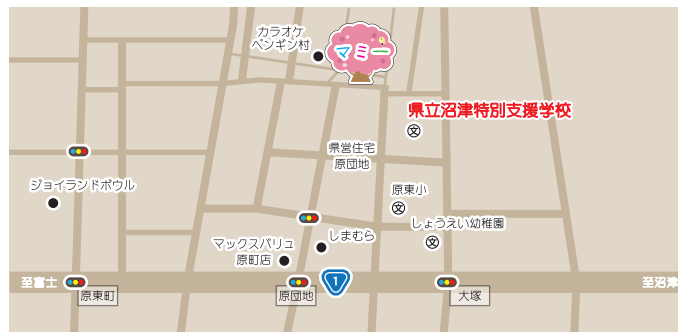 カラオケ
ペンギン村
マミー
県立沼津特別支援学校
文
県営住宅
原団地
ジョイランドボウル
原東小
文
しょうえい幼稚園
文
しまむら
マックスバリュ
原町店
1
至富士
至沼津
原東町
原団地
大塚